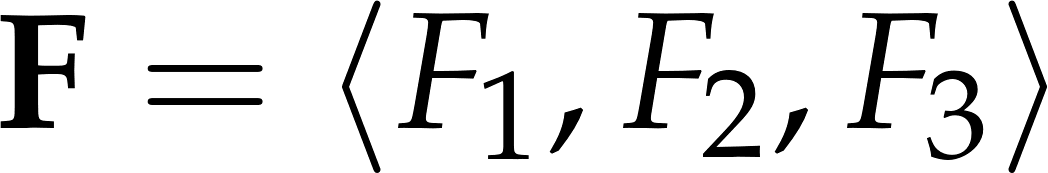 𝐅 = ⟨F₁, F₂, F₃⟩